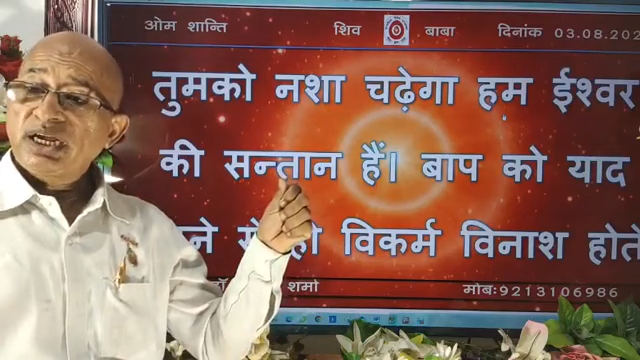 ओम शान्ति शिव बाबा दिनांक 03.08.202
तुमको नशा चढ़ेगा हम ईश्वर
की सन्तान हैं। बाप को याद
विकर्म विनाश होते
शर्मा मोब:9213106986